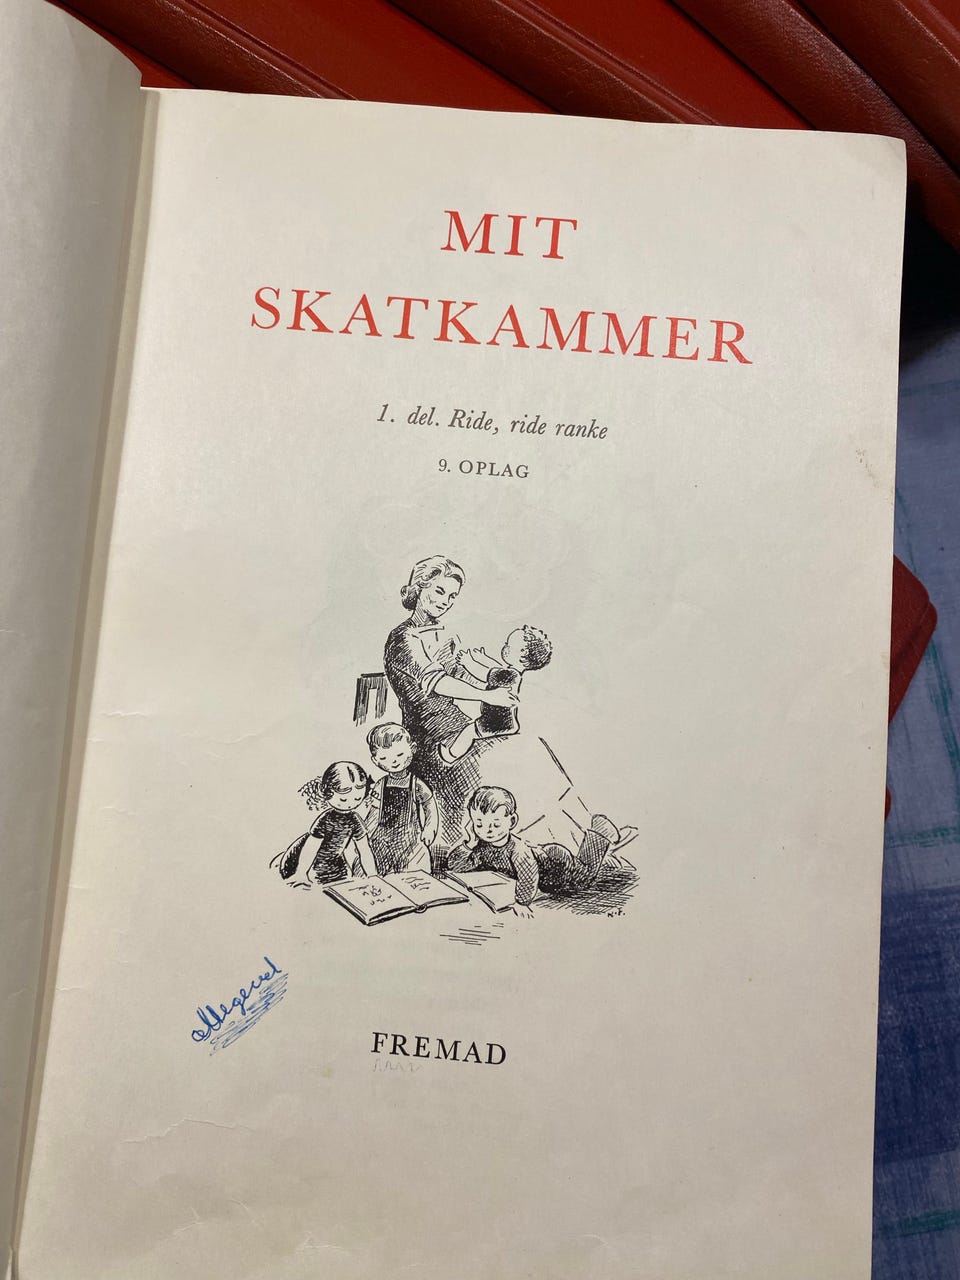 MIT
SKATKAMMER
1. del. Ride, ride ranke
9. OPLAG
K.F.
FREMAD